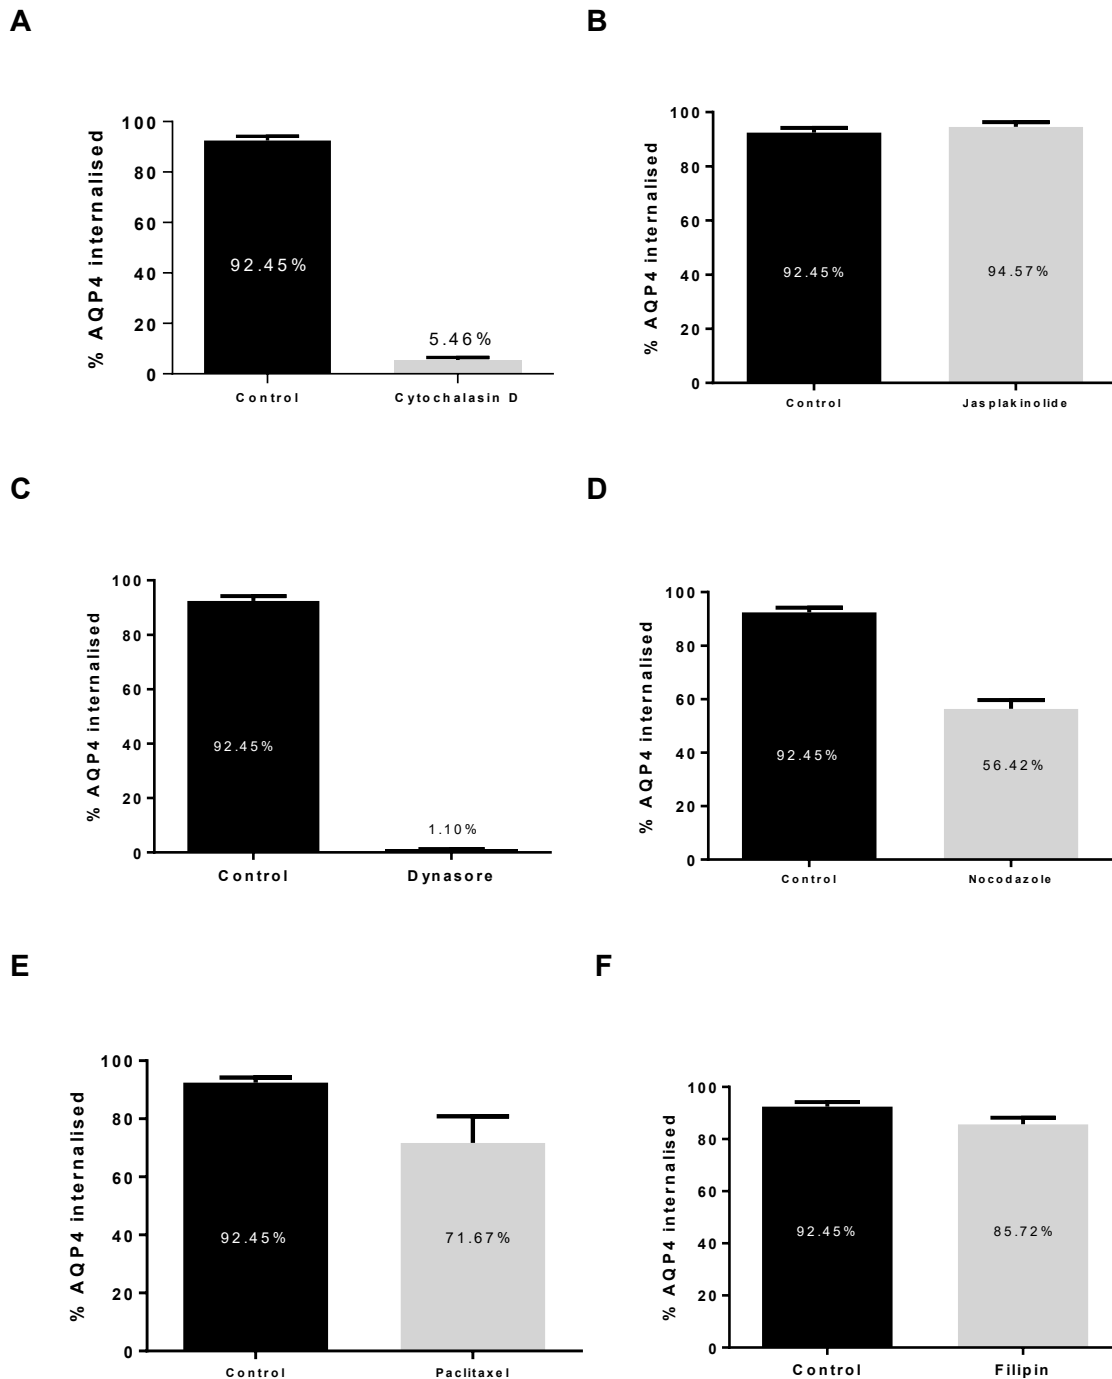 A
% AQP4 internalised
100
80
60
40
20
0
92.45%
5.46%
Control
Cytochalasin D
B
% AQP4 internalised
100
80
60
40
20
0
92.45%
94.57%
Control
Jasplakinolide
C
% AQP4 internalised
100
80
60
40
20
0
92.45%
1.10%
Control
Dynasore
D
% AQP4 internalised
100
80
60
40
20
0
92.45%
56.42%
Control
Nocodazole
E
% AQP4 internalised
100
80
60
40
20
0
92.45%
71.67%
Control
Paclitaxel
F
% AQP4 internalised
100
80
60
40
20
0
92.45%
85.72%
Control
Filipin